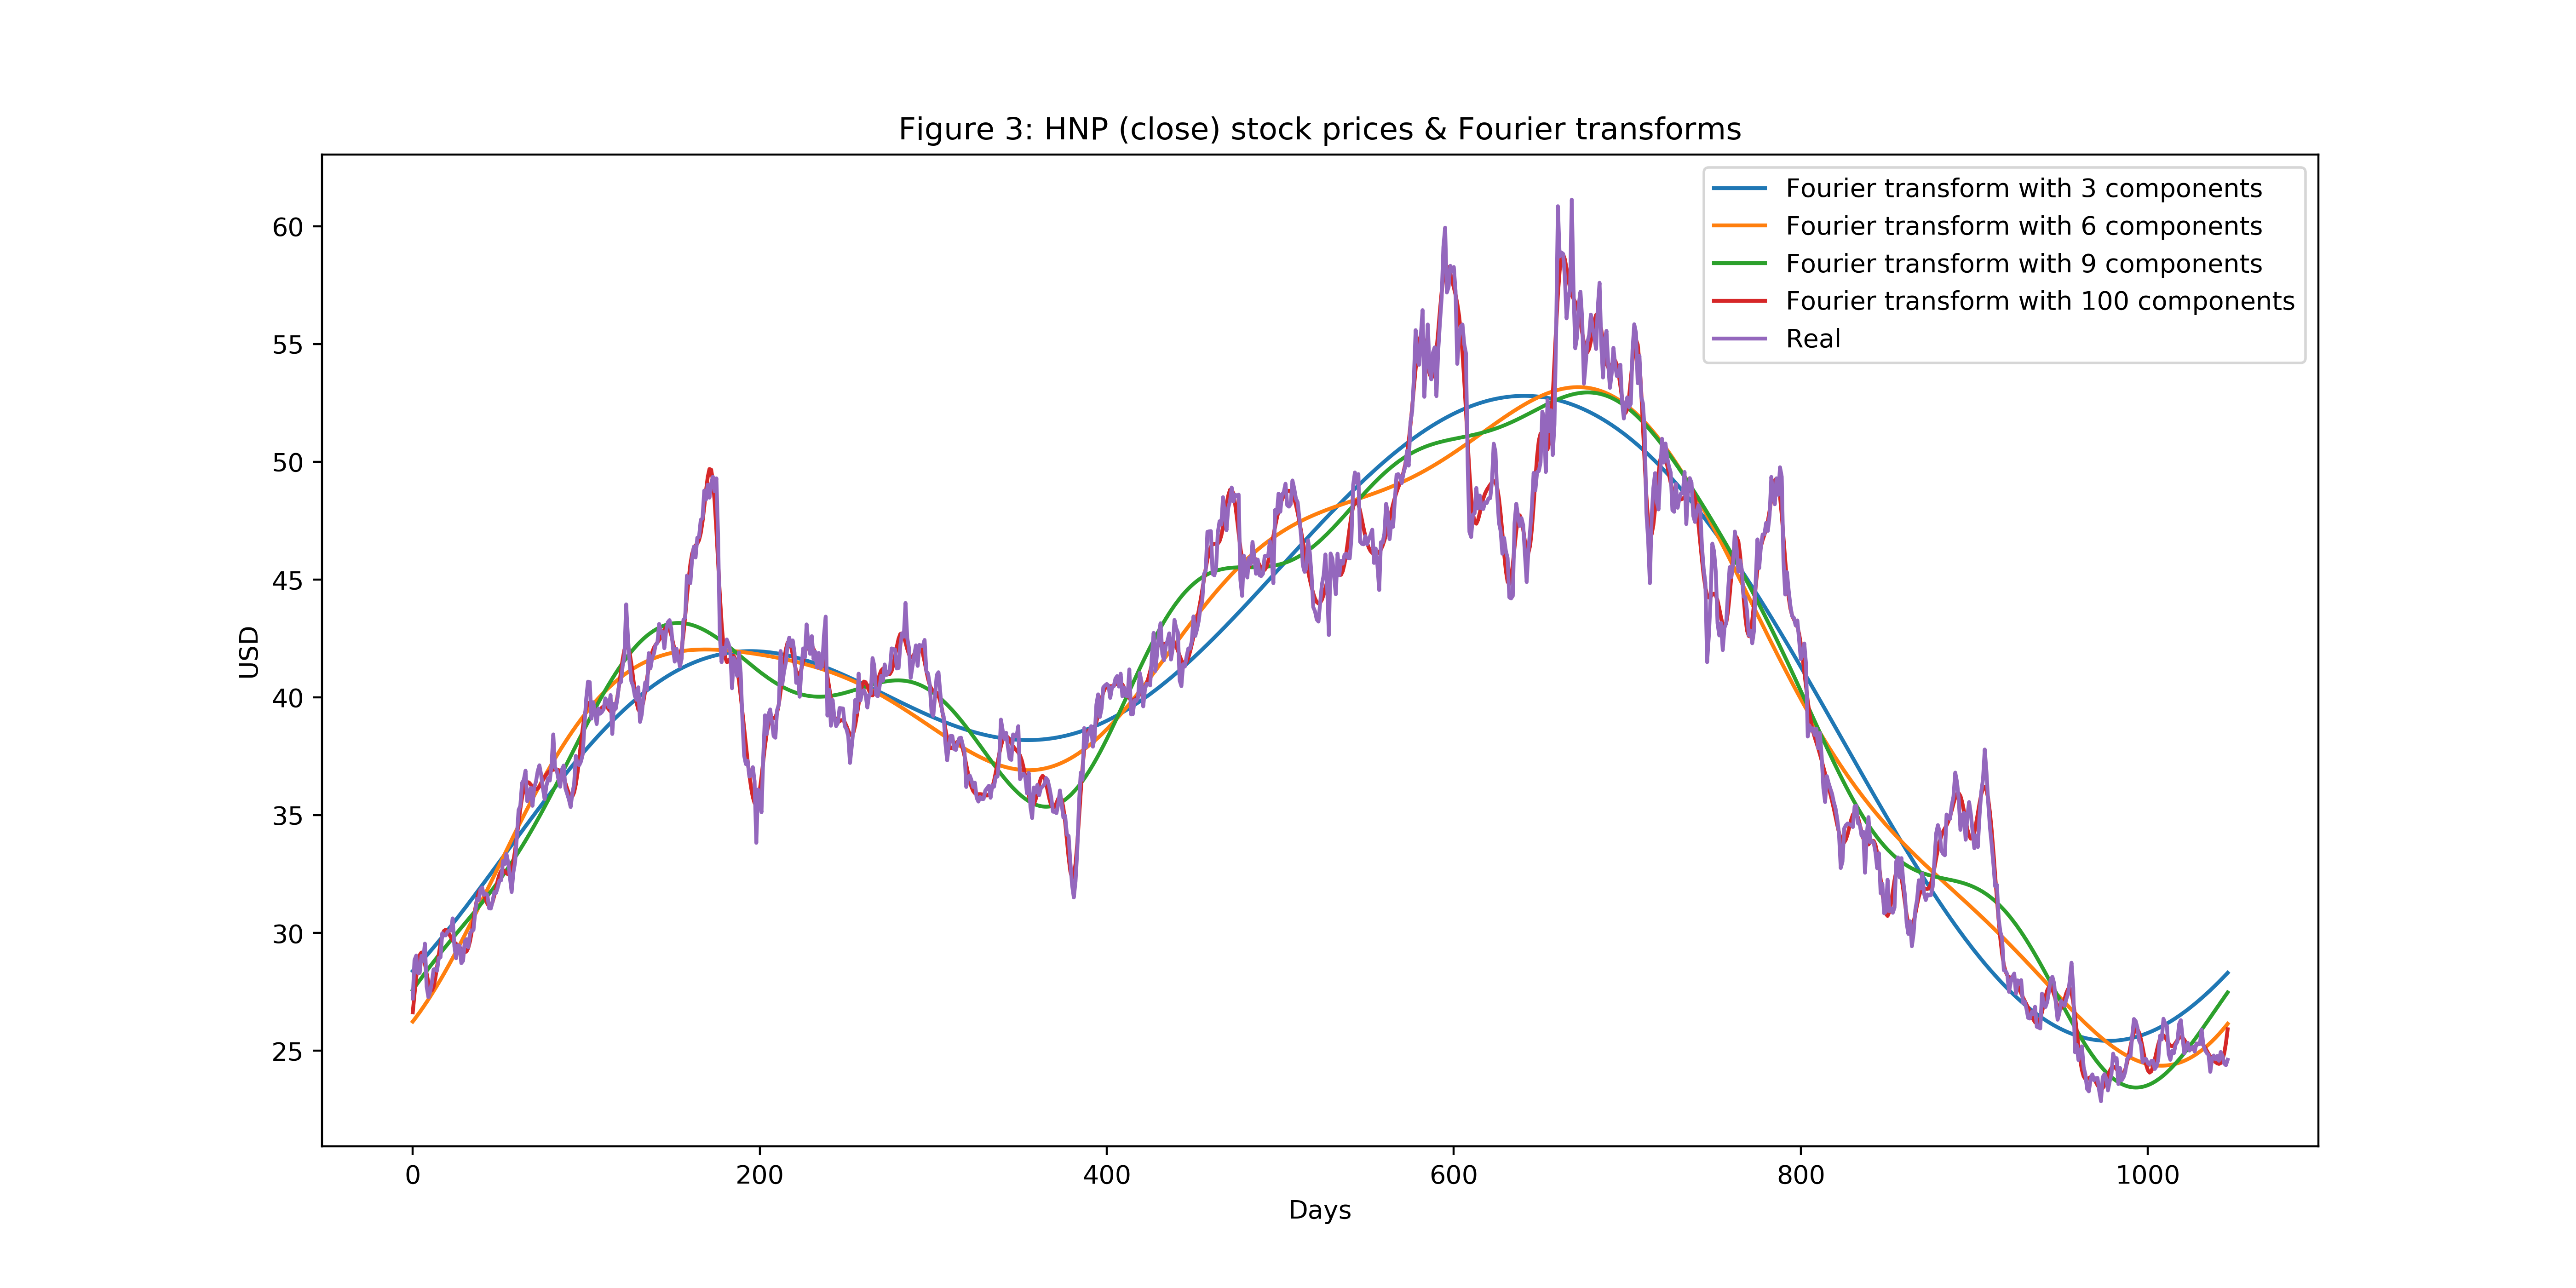 Figure 3: HNP (close) stock prices & Fourier transforms
Fourier transform with 3 components
Fourier transform with 6 components
Fourier transform with 9 components
Fourier transform with 100 components
Real
60
55
50
45
40
35
30
25
USD
0 200 400 600 800 1000
Days